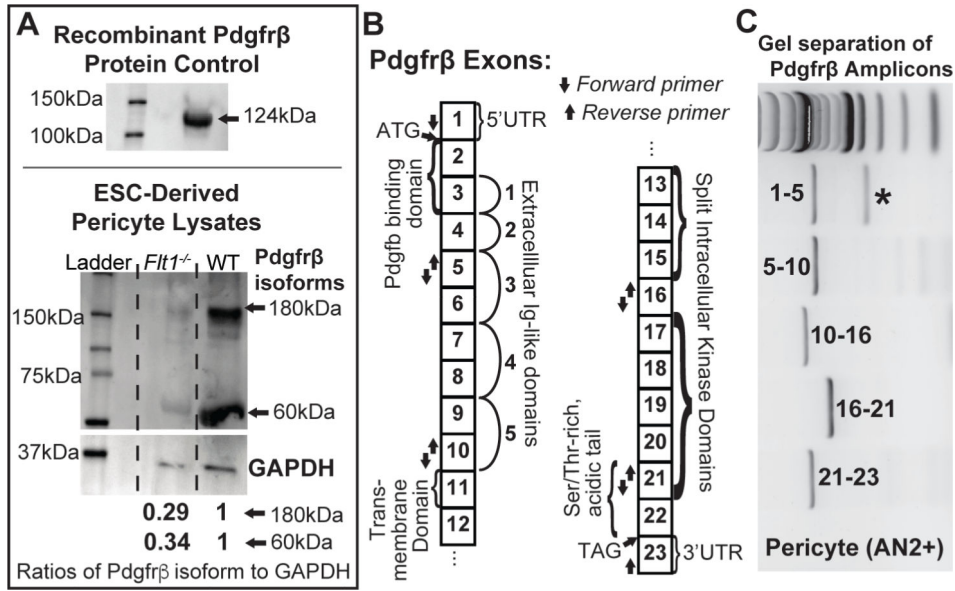 A
Recombinant Pdgfrβ
Protein Control
150kDa
100kDa
124kDa
ESC-Derived
Pericyte Lysates
Ladder Flt1-/- WT Pdgfrβ
isoforms
150kDa
180kDa
75kDa
60kDa
37kDa
GAPDH
0.29 1 180kDa
0.34 1 60kDa
Ratios of Pdgfrβ isoform to GAPDH
B
Pdgfrβ Exons:
Forward primer
Reverse primer
ATG
5'UTR
Pdgfb binding
domain
1
2
3
4
5
6
7
8
9
10
11
12
...
1
2
3
4
5
Extracelluar Ig-like domains
Trans-
membrane
Domain
...
13
14
15
16
17
18
19
20
21
22
23
Split Intracellular Kinase Domains
Ser/Thr-rich,
acidic tail
TAG
3'UTR
C
Gel separation of
Pdgfrβ Amplicons
1-5 *
5-10
10-16
16-21
21-23
Pericyte (AN2+)